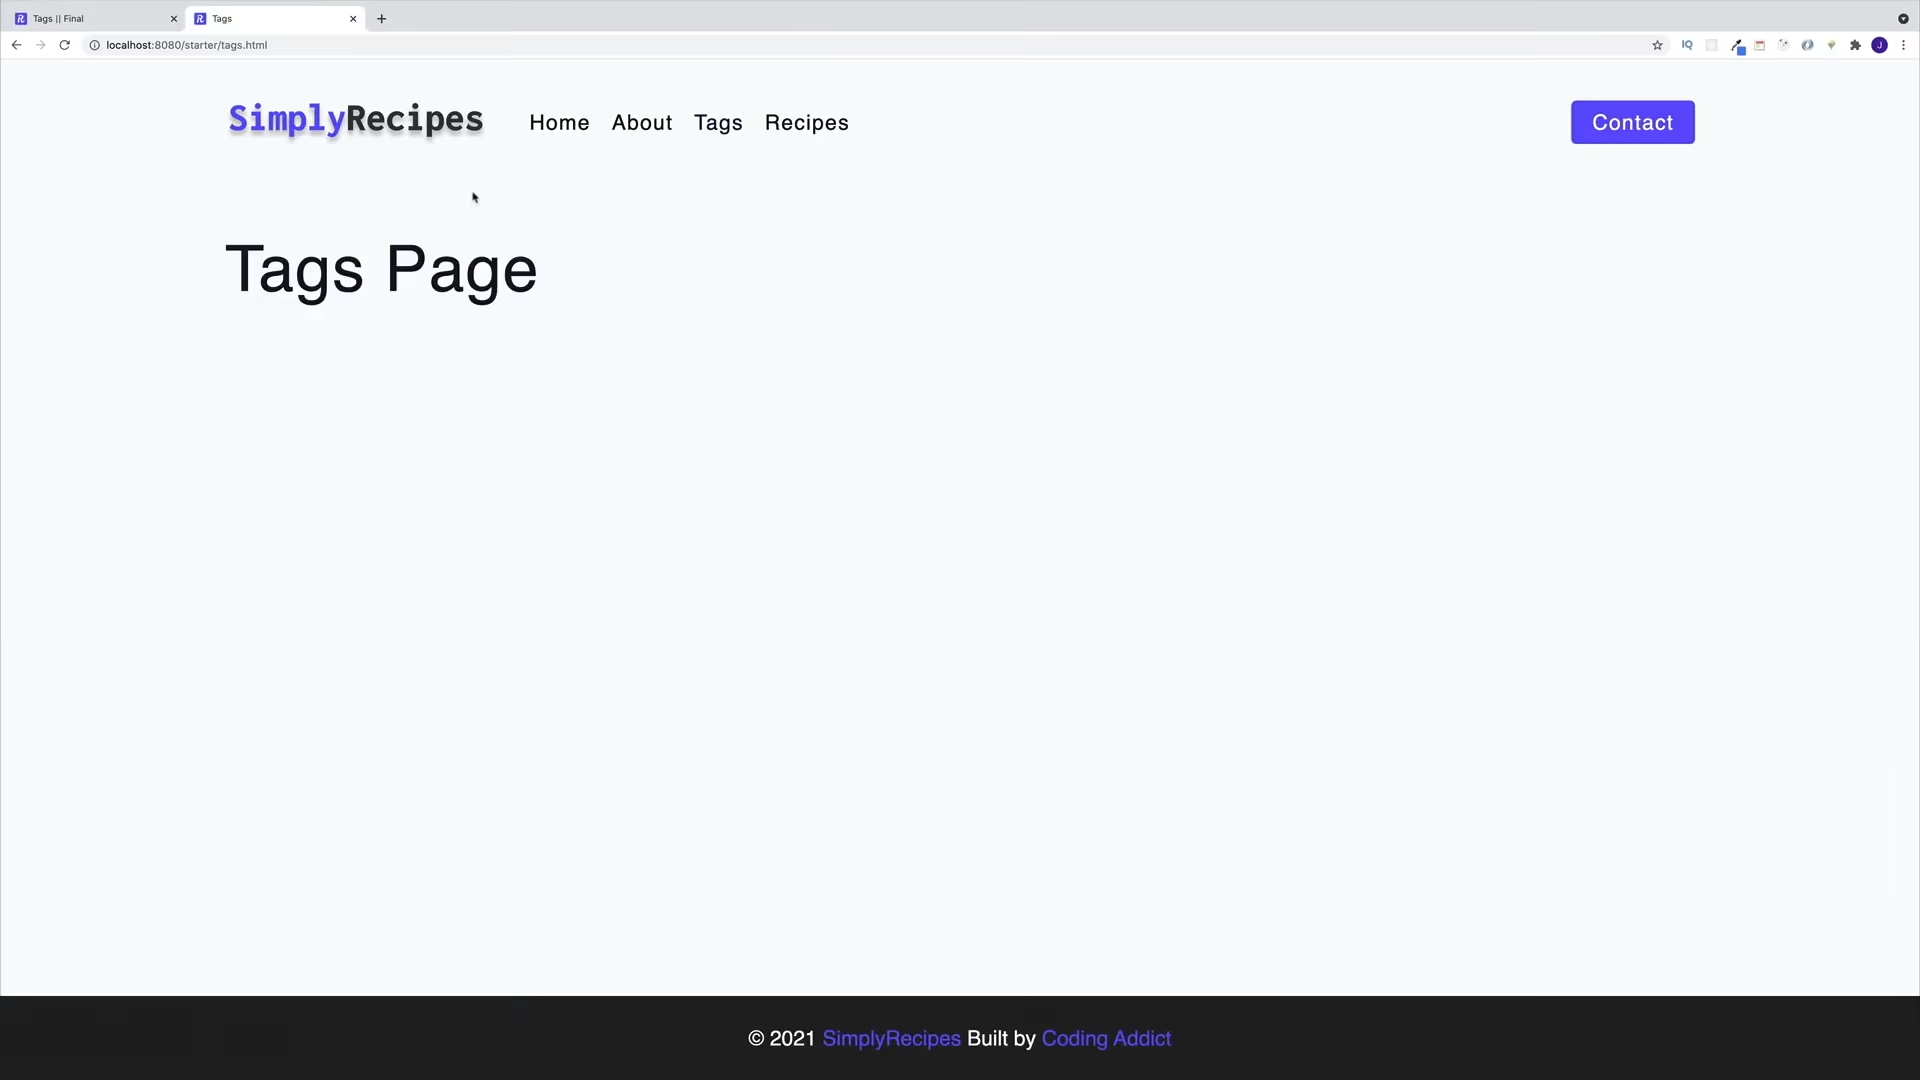 Tags || Final
Tags
localhost:8080/starter/tags.html
IQ
J
SimplyRecipes
Home
About
Tags
Recipes
Contact
Tags Page
© 2021 SimplyRecipes Built by Coding Addict